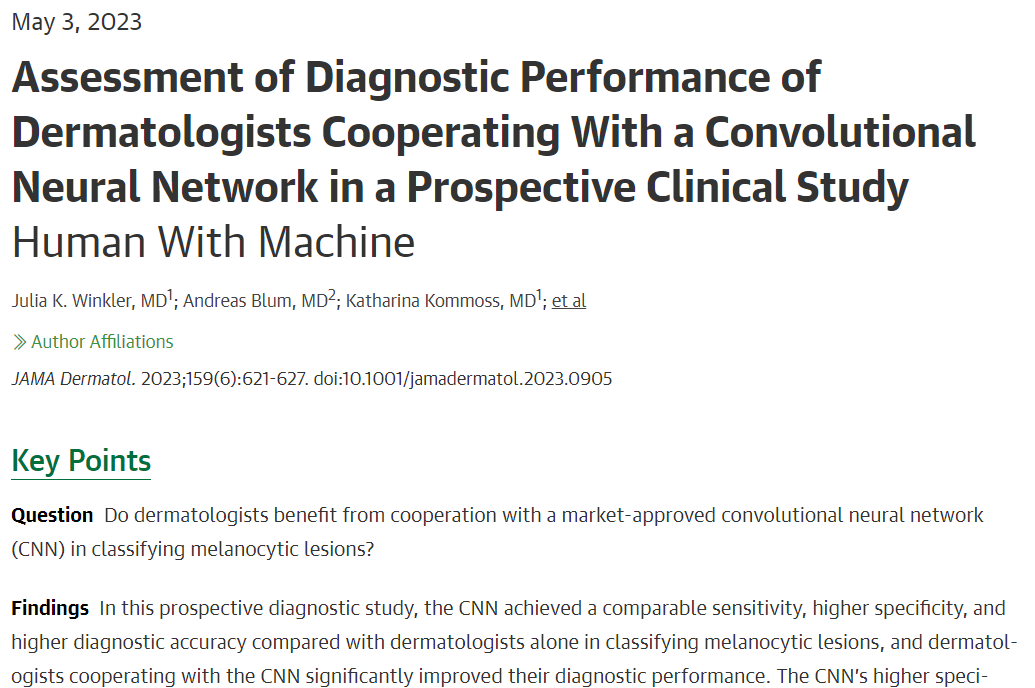 May 3, 2023
Assessment of Diagnostic Performance of
Dermatologists Cooperating With a Convolutional
Neural Network in a Prospective Clinical Study
Human With Machine
Julia K. Winkler, MD1; Andreas Blum, MD2; Katharina Kommoss, MD1; et al
Author Affiliations
JAMA Dermatol. 2023;159(6):621-627. doi:10.1001/jamadermatol.2023.0905
Key Points
Question Do dermatologists benefit from cooperation with a market-approved convolutional neural network
(CNN) in classifying melanocytic lesions?
Findings In this prospective diagnostic study, the CNN achieved a comparable sensitivity, higher specificity, and
higher diagnostic accuracy compared with dermatologists alone in classifying melanocytic lesions, and dermatol-
ogists cooperating with the CNN significantly improved their diagnostic performance. The CNN’s higher speci-